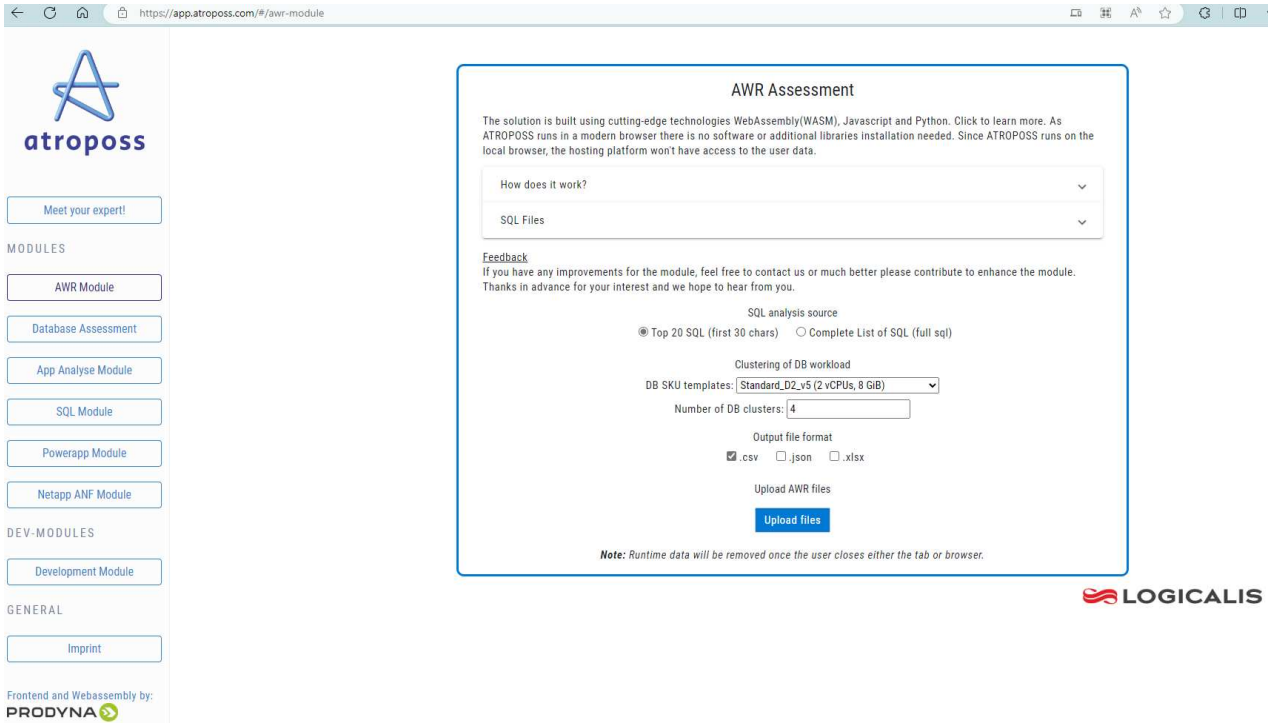 https://app.atroposs.com/#/awr-module
atroposs
Meet your expert!
MODULES
AWR Module
Database Assessment
App Analyse Module
SQL Module
Powerapp Module
Netapp ANF Module
DEV-MODULES
Development Module
GENERAL
Imprint
Frontend and Webassembly by:
PRODYNA
AWR Assessment
The solution is built using cutting-edge technologies WebAssembly(WASM), Javascript and Python. Click to learn more. As
ATROPOSS runs in a modern browser there is no software or additional libraries installation needed. Since ATROPOSS runs on the
local browser, the hosting platform won't have access to the user data.
How does it work?
SQL Files
Feedback
If you have any improvements for the module, feel free to contact us or much better please contribute to enhance the module.
Thanks in advance for your interest and we hope to hear from you.
SQL analysis source
Top 20 SQL (first 30 chars) Complete List of SQL (full sql)
Clustering of DB workload
DB SKU templates: Standard_D2_v5 (2 vCPUs, 8 GiB)
Number of DB clusters: 4
Output file format
.csv .json .xlsx
Upload AWR files
Upload files
Note: Runtime data will be removed once the user closes either the tab or browser.
LOGICALIS